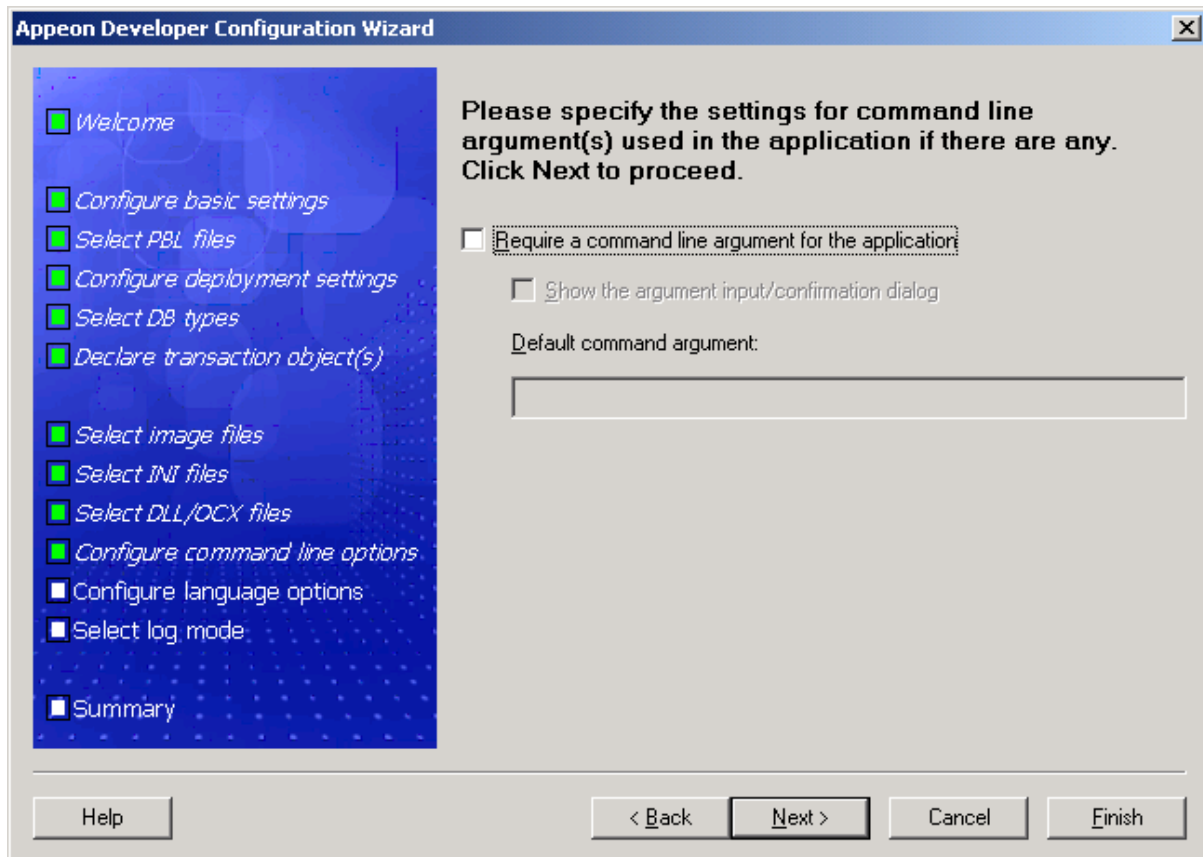 Appeon Developer Configuration Wizard
Welcome
Configure basic settings
Select PBL files
Configure deployment settings
Select DB types
Declare transaction object(s)
Select image files
Select INI files
Select DLL/OCX files
Configure command line options
Configure language options
Select log mode
Summary
Please specify the settings for command line
argument(s) used in the application if there are any.
Click Next to proceed.
Require a command line argument for the application
Show the argument input/confirmation dialog
Default command argument:
Help
< Back
Next >
Cancel
Finish